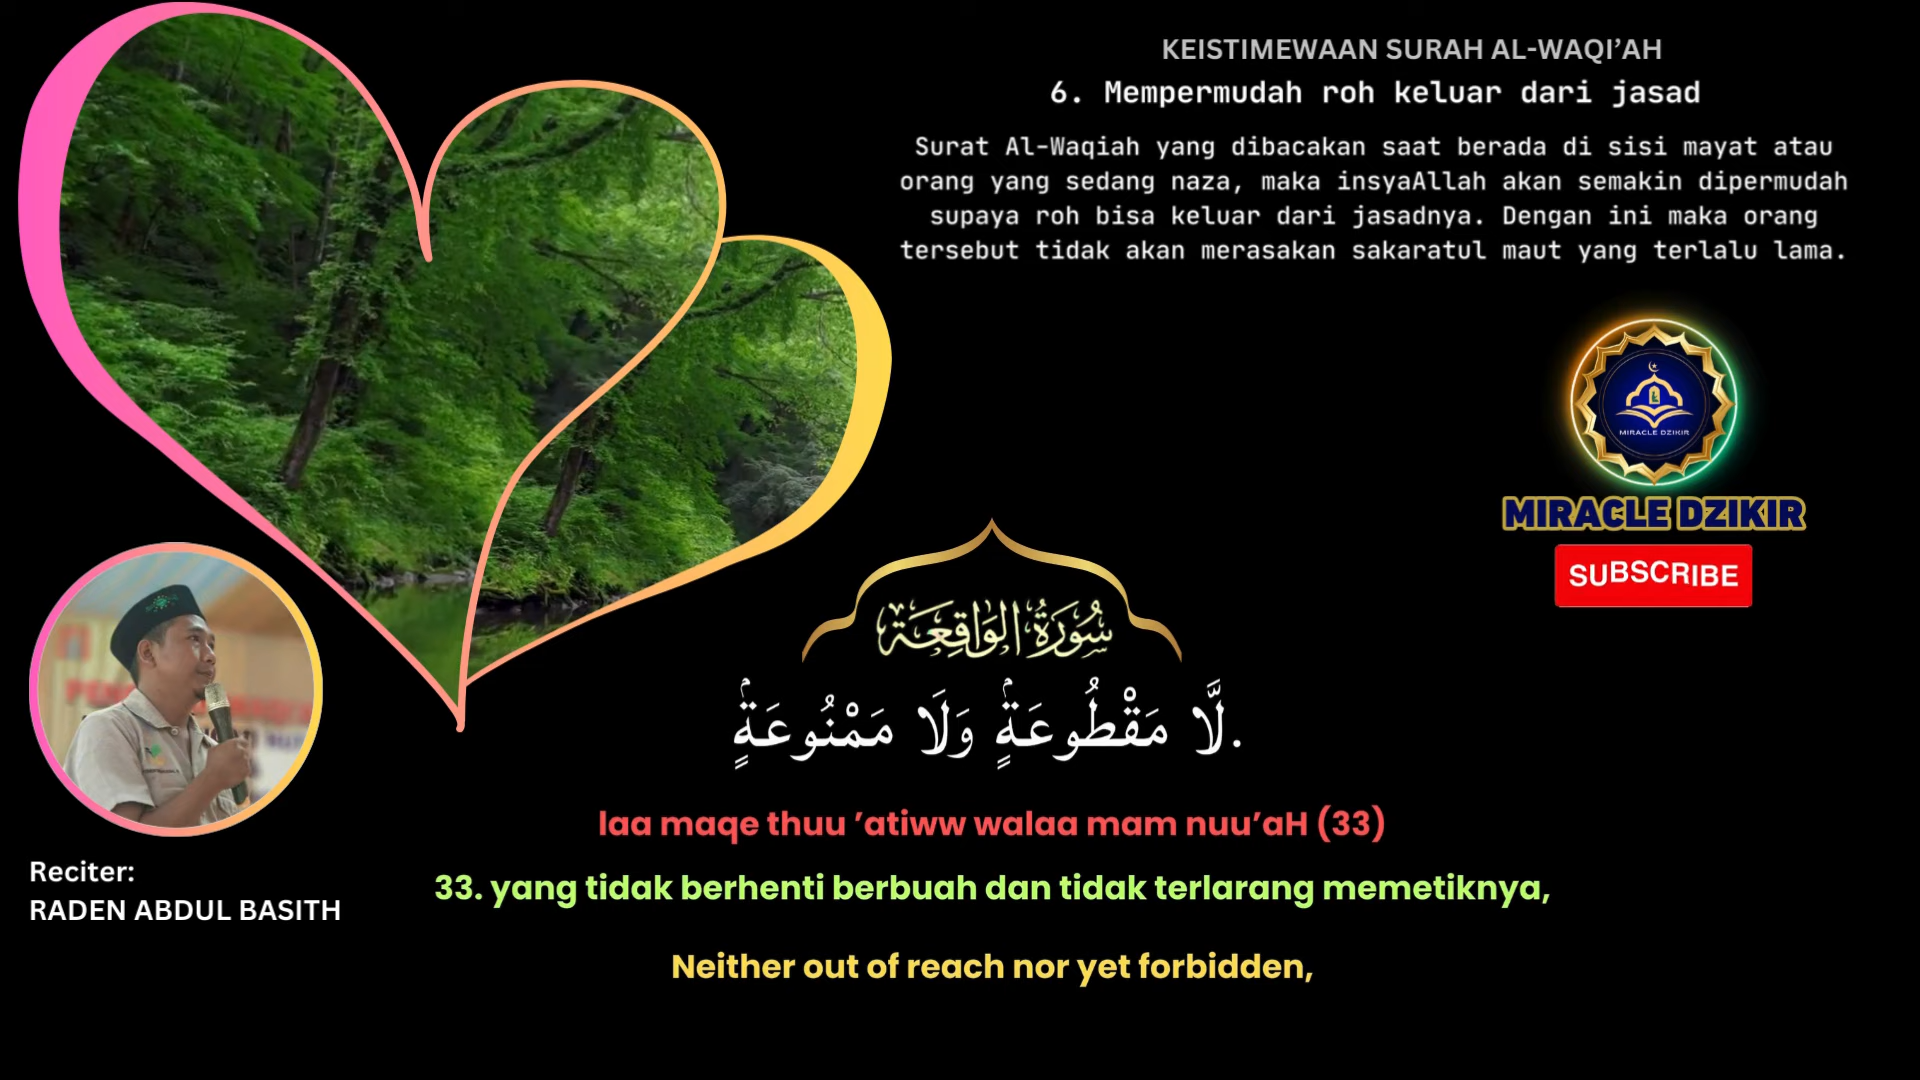 KEISTIMEWAAN SURAH AL-WAQI’AH
6. Mempermudah roh keluar dari jasad
Surat Al-Waqiah yang dibacakan saat berada di sisi mayat atau
orang yang sedang naza, maka insyaAllah akan semakin dipermudah
supaya roh bisa keluar dari jasadnya. Dengan ini maka orang
tersebut tidak akan merasakan sakaratul maut yang terlalu lama.
MIRACLE DZIKIR
MIRACLE DZIKIR
SUBSCRIBE
سُورَةُ الوَاقِعَة
لَّا مَقْطُوعَةٍۢ وَلَا مَمْنُوعَةٍۢ.
laa maqe thuu ’atiww walaa mam nuu’aH (33)
33. yang tidak berhenti berbuah dan tidak terlarang memetiknya,
Neither out of reach nor yet forbidden,
Reciter:
RADEN ABDUL BASITH